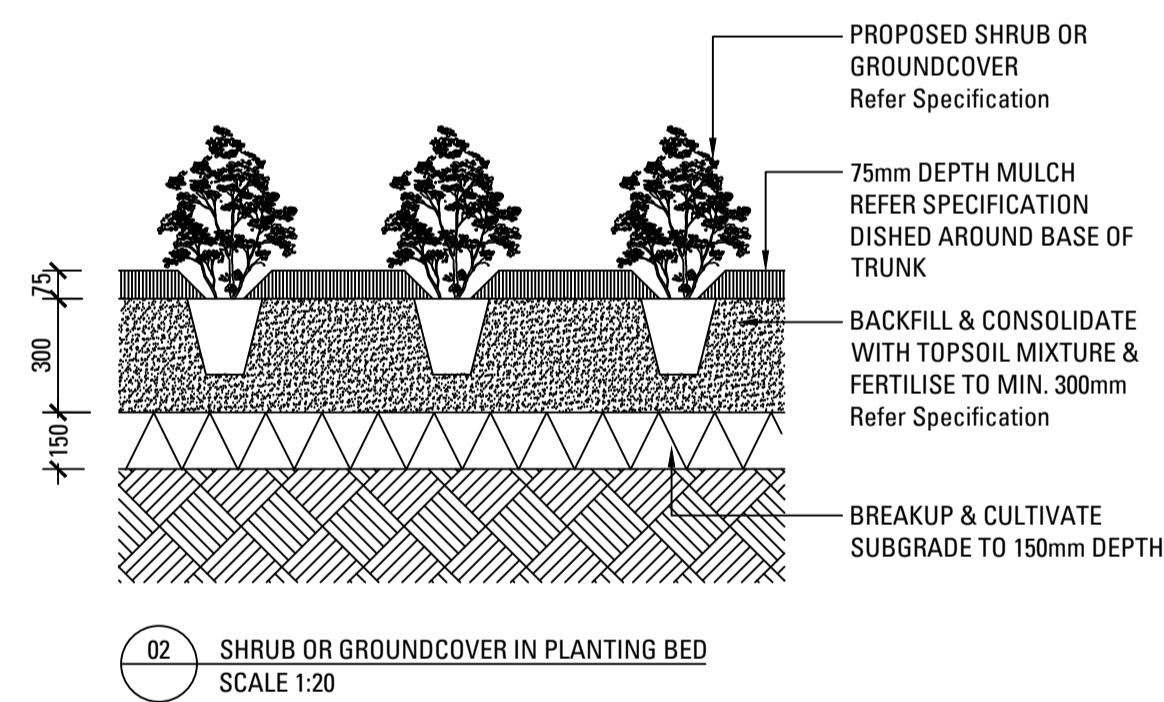 PROPOSED SHRUB OR
GROUNDCOVER
Refer Specification
75mm DEPTH MULCH
REFER SPECIFICATION
DISHED AROUND BASE OF
TRUNK
BACKFILL & CONSOLIDATE
WITH TOPSOIL MIXTURE &
FERTILISE TO MIN. 300mm
Refer Specification
BREAKUP & CULTIVATE
SUBGRADE TO 150mm DEPTH
75
300
150
02
SHRUB OR GROUNDCOVER IN PLANTING BED
SCALE 1:20